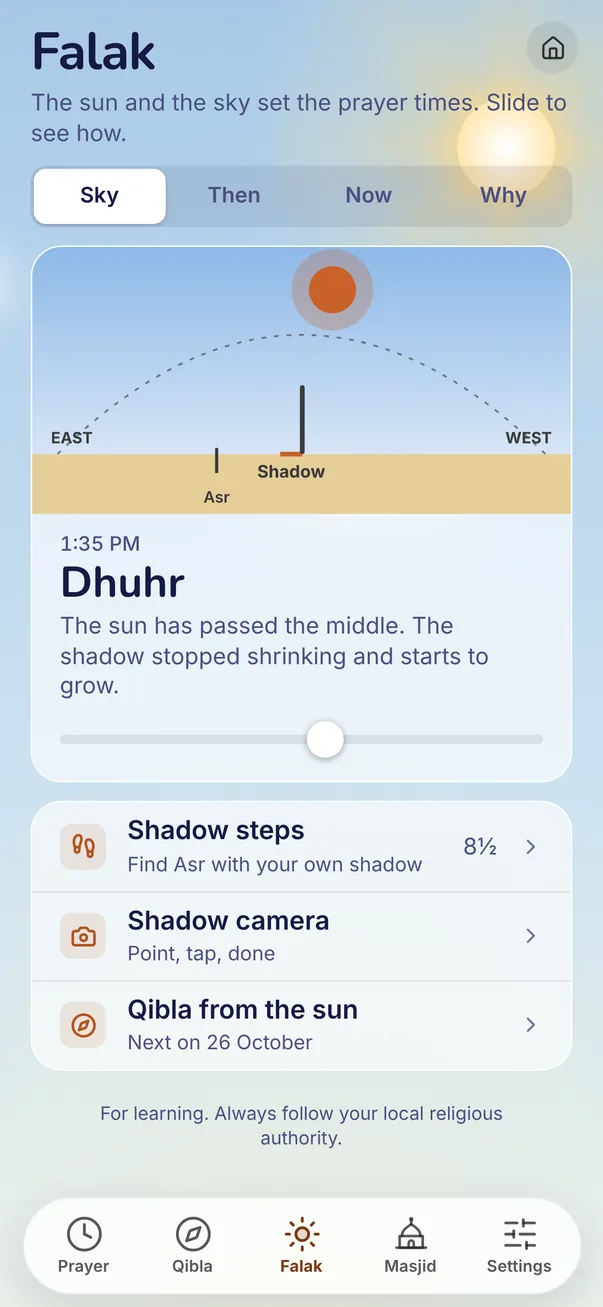 Falak
The sun and the sky set the prayer times. Slide to
see how.
Sky
Then
Now
Why
EAST
WEST
Shadow
Asr
1:35 PM
Dhuhr
The sun has passed the middle. The
shadow stopped shrinking and starts to
grow.
Shadow steps
Find Asr with your own shadow
8½
Shadow camera
Point, tap, done
Qibla from the sun
Next on 26 October
For learning. Always follow your local religious
authority.
Prayer
Qibla
Falak
Masjid
Settings